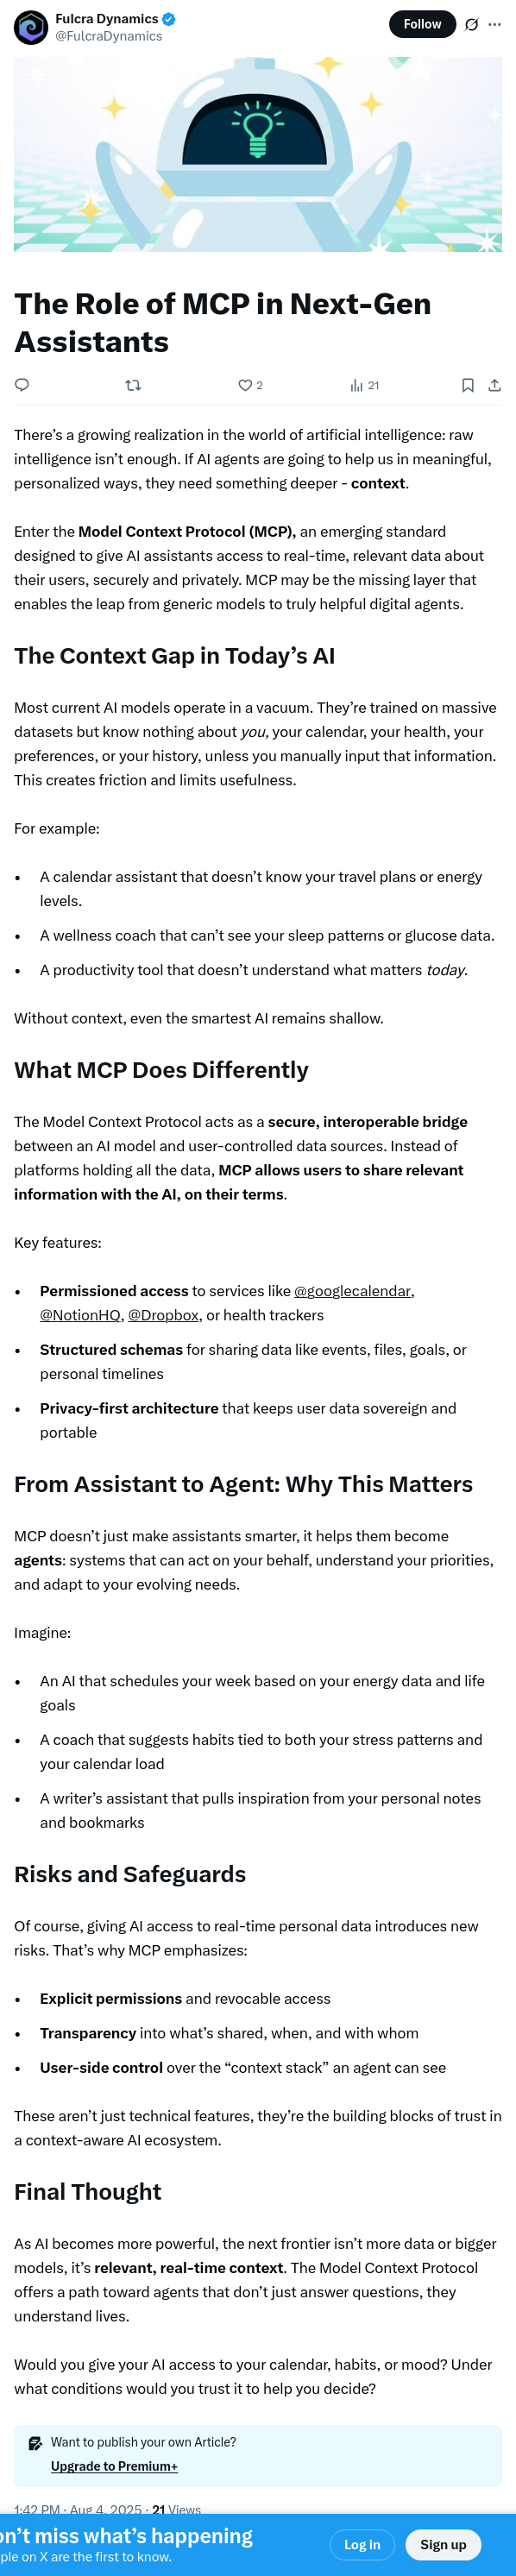 Fulcra Dynamics
@FulcraDynamics
Follow
The Role of MCP in Next-Gen
Assistants
2
21
There’s a growing realization in the world of artificial intelligence: raw
intelligence isn’t enough. If AI agents are going to help us in meaningful,
personalized ways, they need something deeper - context.
Enter the Model Context Protocol (MCP), an emerging standard
designed to give AI assistants access to real-time, relevant data about
their users, securely and privately. MCP may be the missing layer that
enables the leap from generic models to truly helpful digital agents.
The Context Gap in Today’s AI
Most current AI models operate in a vacuum. They’re trained on massive
datasets but know nothing about you, your calendar, your health, your
preferences, or your history, unless you manually input that information.
This creates friction and limits usefulness.
For example:
• A calendar assistant that doesn’t know your travel plans or energy
levels.
• A wellness coach that can’t see your sleep patterns or glucose data.
• A productivity tool that doesn’t understand what matters today.
Without context, even the smartest AI remains shallow.
What MCP Does Differently
The Model Context Protocol acts as a secure, interoperable bridge
between an AI model and user-controlled data sources. Instead of
platforms holding all the data, MCP allows users to share relevant
information with the AI, on their terms.
Key features:
• Permissioned access to services like @googlecalendar,
@NotionHQ, @Dropbox, or health trackers
• Structured schemas for sharing data like events, files, goals, or
personal timelines
• Privacy-first architecture that keeps user data sovereign and
portable
From Assistant to Agent: Why This Matters
MCP doesn’t just make assistants smarter, it helps them become
agents: systems that can act on your behalf, understand your priorities,
and adapt to your evolving needs.
Imagine:
• An AI that schedules your week based on your energy data and life
goals
• A coach that suggests habits tied to both your stress patterns and
your calendar load
• A writer’s assistant that pulls inspiration from your personal notes
and bookmarks
Risks and Safeguards
Of course, giving AI access to real-time personal data introduces new
risks. That’s why MCP emphasizes:
• Explicit permissions and revocable access
• Transparency into what’s shared, when, and with whom
• User-side control over the “context stack” an agent can see
These aren’t just technical features, they’re the building blocks of trust in
a context-aware AI ecosystem.
Final Thought
As AI becomes more powerful, the next frontier isn’t more data or bigger
models, it’s relevant, real-time context. The Model Context Protocol
offers a path toward agents that don’t just answer questions, they
understand lives.
Would you give your AI access to your calendar, habits, or mood? Under
what conditions would you trust it to help you decide?
Want to publish your own Article?
Upgrade to Premium+
1:42 PM · Aug 4, 2025 · 21 Views
on’t miss what’s happening
ple on X are the first to know.
Log in
Sign up